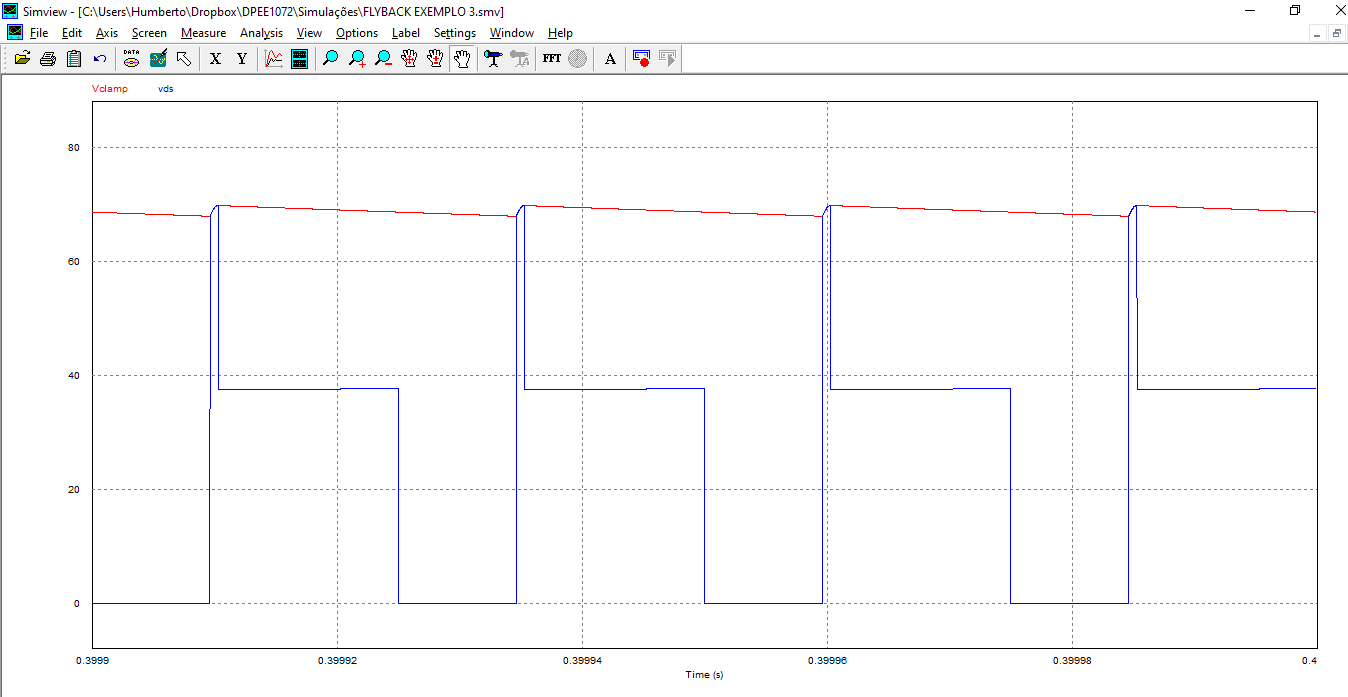 Simview - [C:\Users\Humberto\Dropbox\DPEE1072\Simulações\FLYBACK EXEMPLO 3.smv]
File Edit Axis Screen Measure Analysis View Options Label Settings Window Help
DATA X Y A FFT A
Vclamp vds
80
60
40
20
0
0.3999 0.39992 0.39994 0.39996 0.39998 0.4
Time (s)